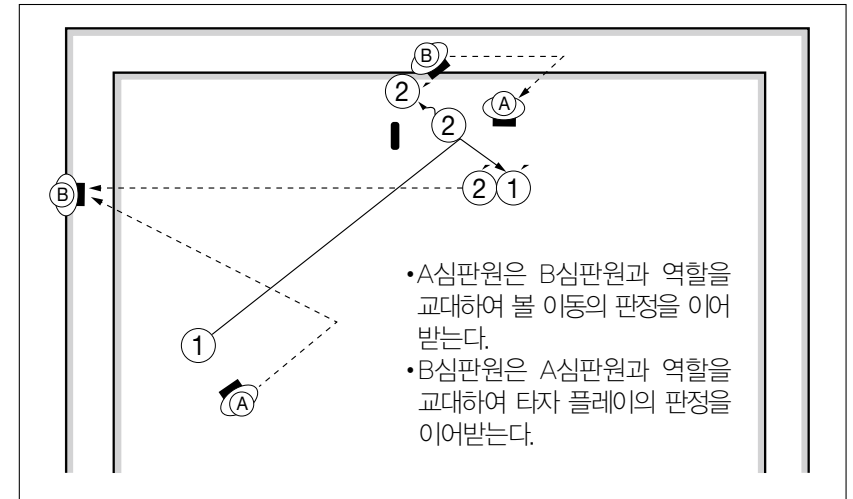 B
2′
A
2
2′ 1′
B
1
A
•A심판원은 B심판원과 역할을
교대하여 볼 이동의 판정을 이어
받는다.
•B심판원은 A심판원과 역할을
교대하여 타자 플레이의 판정을
이어받는다.